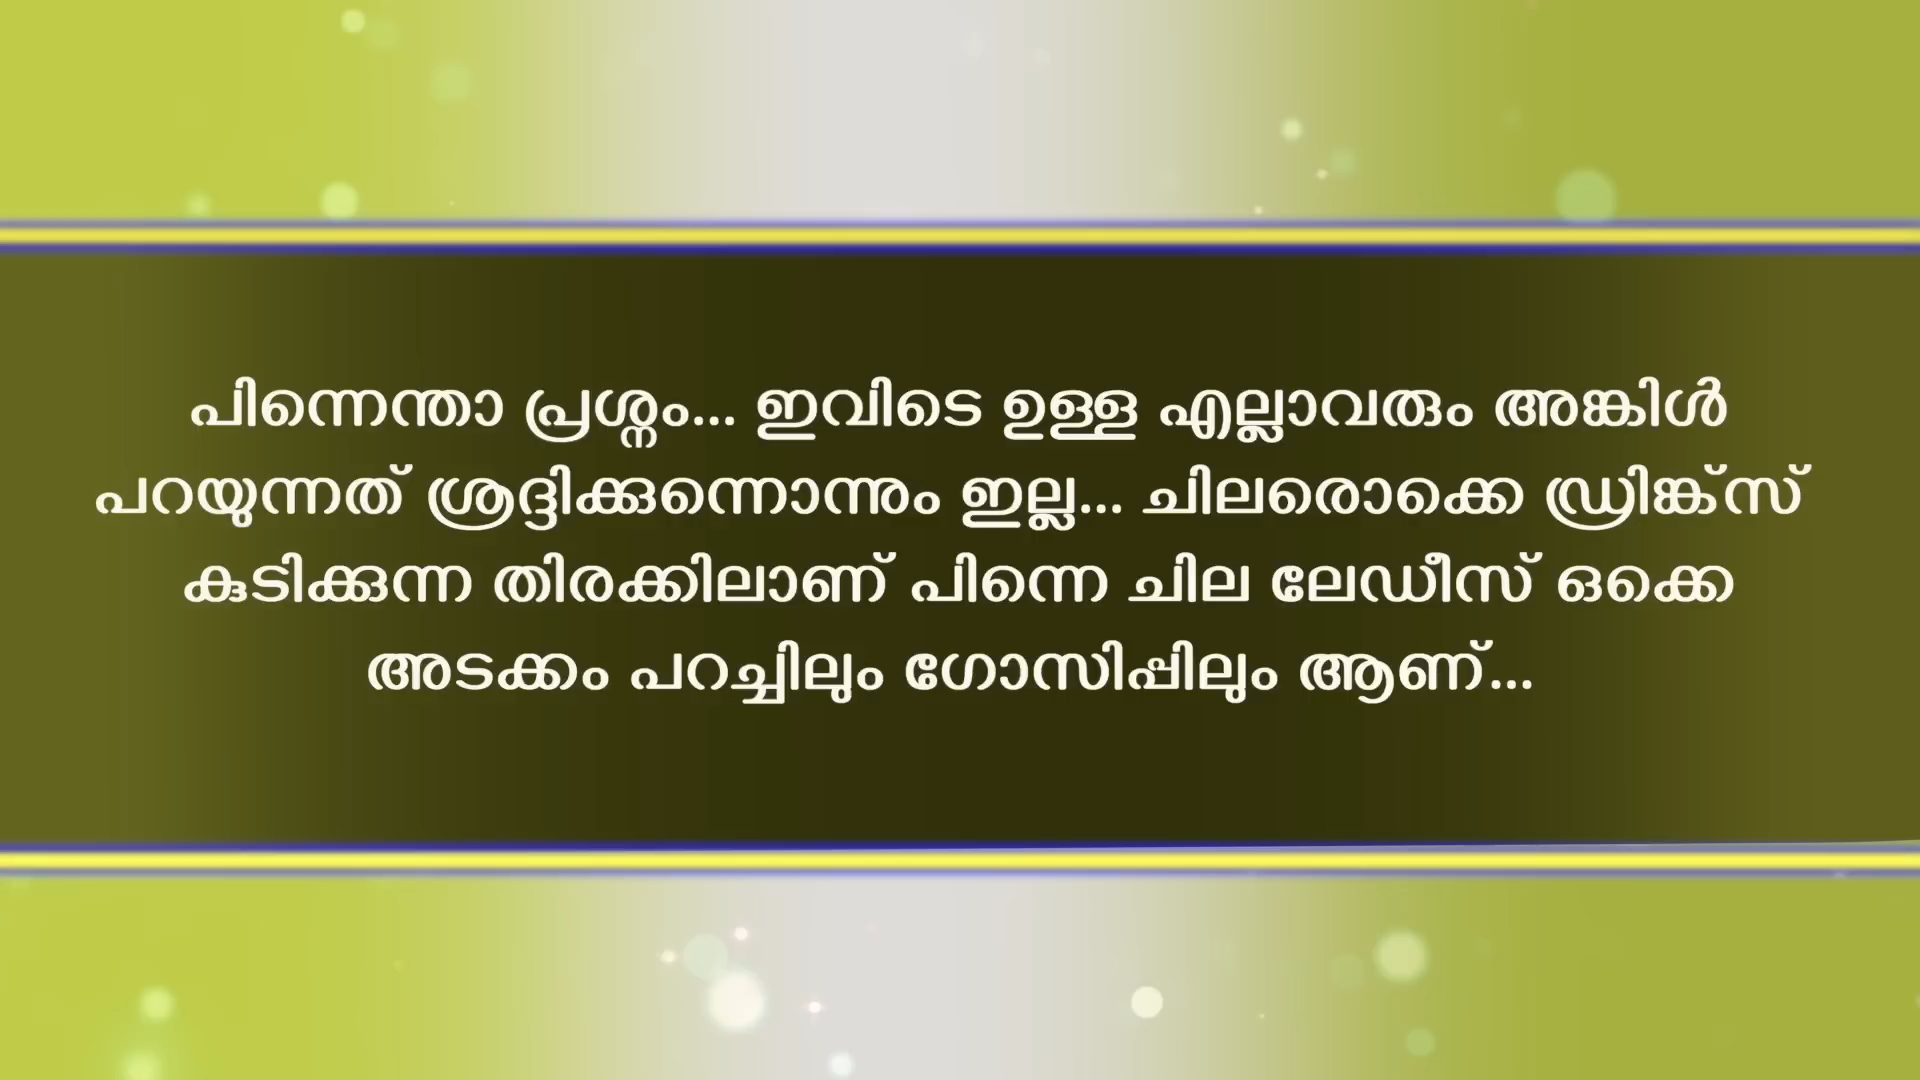 പിന്നെന്താ പ്രശ്നം... ഇവിടെ ഉള്ള എല്ലാവരും അങ്കിൾ
പറയുന്നത് ശ്രദ്ദിക്കുന്നൊന്നും ഇല്ല... ചിലരൊക്കെ ഡ്രിങ്ക്സ്
കുടിക്കുന്ന തിരക്കിലാണ് പിന്നെ ചില ലേഡീസ് ഒക്കെ
അടക്കം പറച്ചിലും ഗോസിപ്പിലും ആണ്...